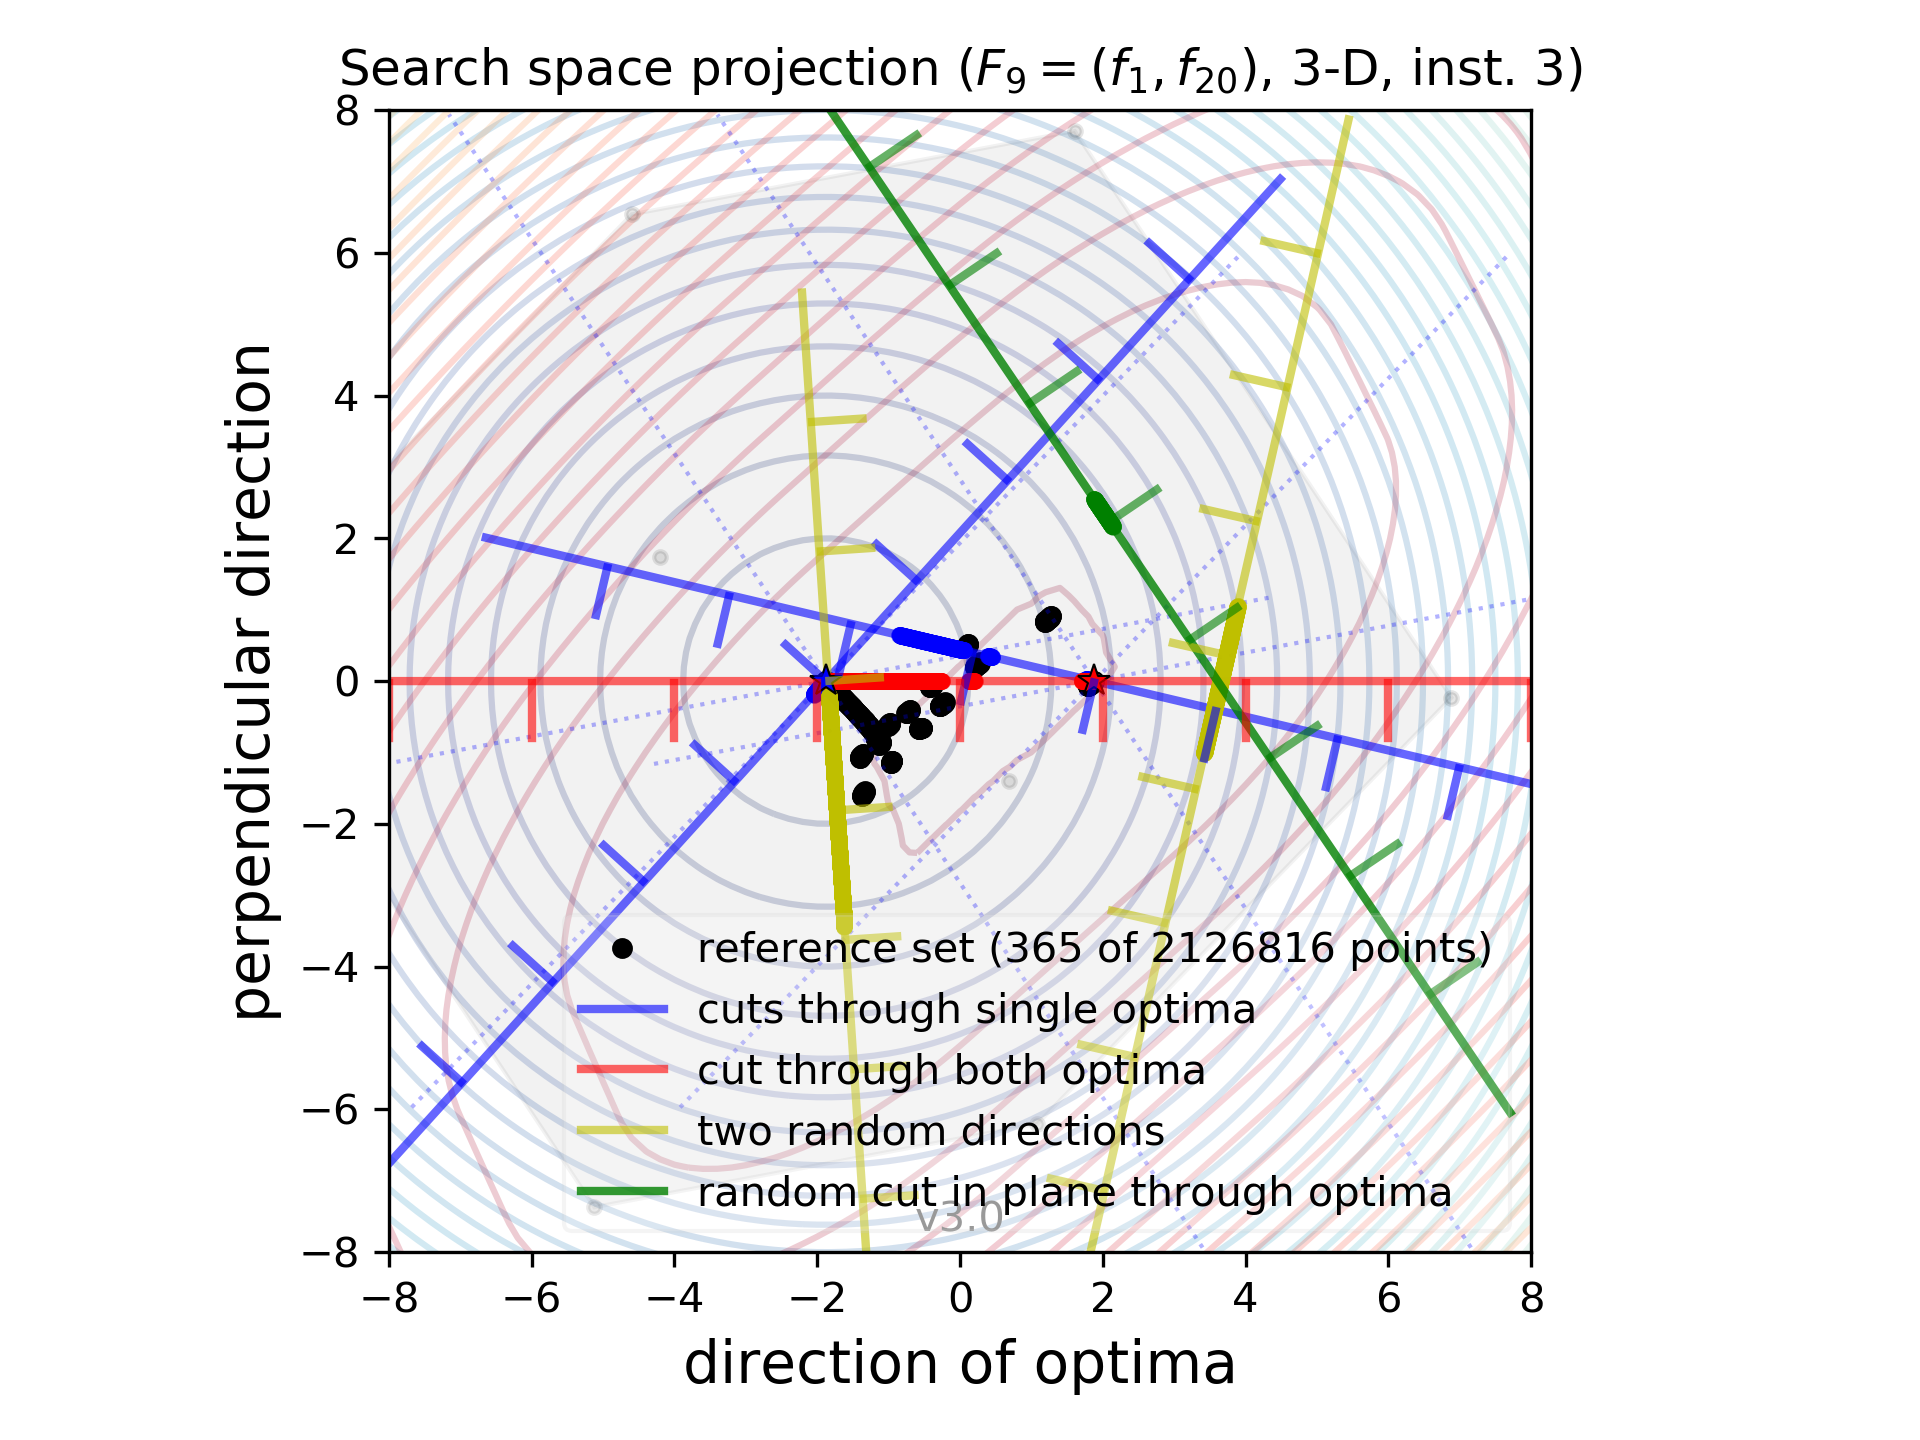 Search space projection (F9 = (f1, f20), 3-D, inst. 3)
8
6
4
2
0
−2
−4
−6
−8
perpendicular direction
reference set (365 of 2126816 points)
cuts through single optima
cut through both optima
two random directions
random cut in plane through optima
v3.0
−8 −6 −4 −2 0 2 4 6 8
direction of optima